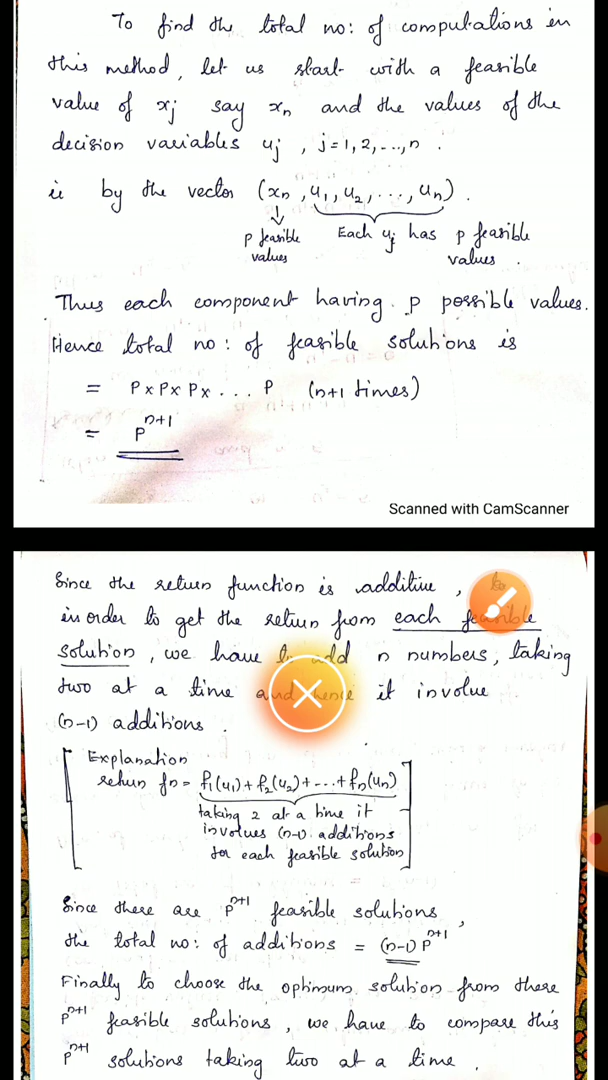 To find the total no: of computations in
this method, let us start with a feasible
value of xj say xn and the values of the
decision variables uj , j=1,2,...,n .
ie by the vector (xn , u1, u2, ..., un) .
↓
p feasible values
Each uj has p feasible values .
Thus each component having p possible values.
Hence total no: of feasible solutions is
= P x P x P x . . . P (n+1 times)
= P^n+1
Scanned with CamScanner
Since the return function is additive ,
in order to get the return from each feasible
solution , we have to add n numbers, taking
two at a time and hence it involve
(n-1) additions .
Explanation
return fn = f1(u1) + f2(u2) + ... + fn(un)
taking 2 at a time it
involves (n-1) additions
for each feasible solution
Since there are p^n+1 feasible solutions ,
the total no: of additions = (n-1) p^n+1
Finally to choose the optimum solution from there
p^n+1 feasible solutions , we have to compare this
p^n+1 solutions taking two at a time .